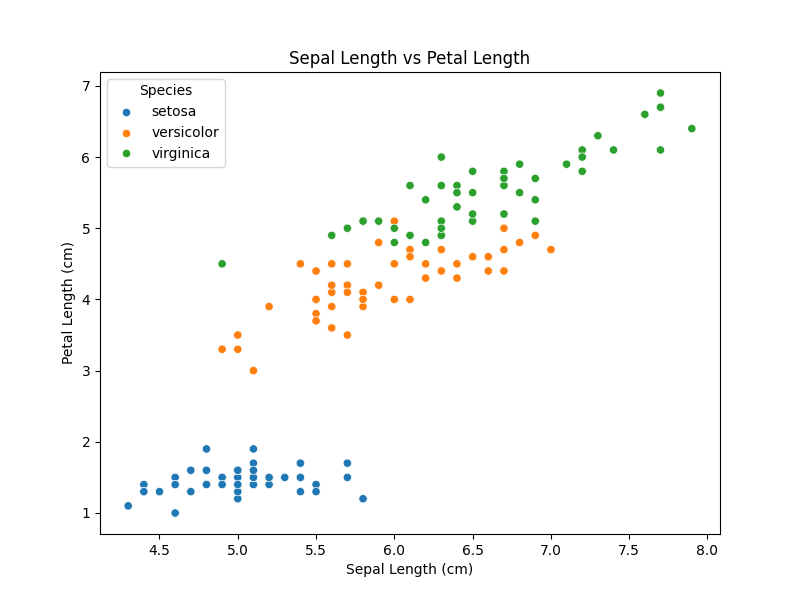 Sepal Length vs Petal Length
Species
setosa
versicolor
virginica
Petal Length (cm)
7
6
5
4
3
2
1
4.5 5.0 5.5 6.0 6.5 7.0 7.5 8.0
Sepal Length (cm)